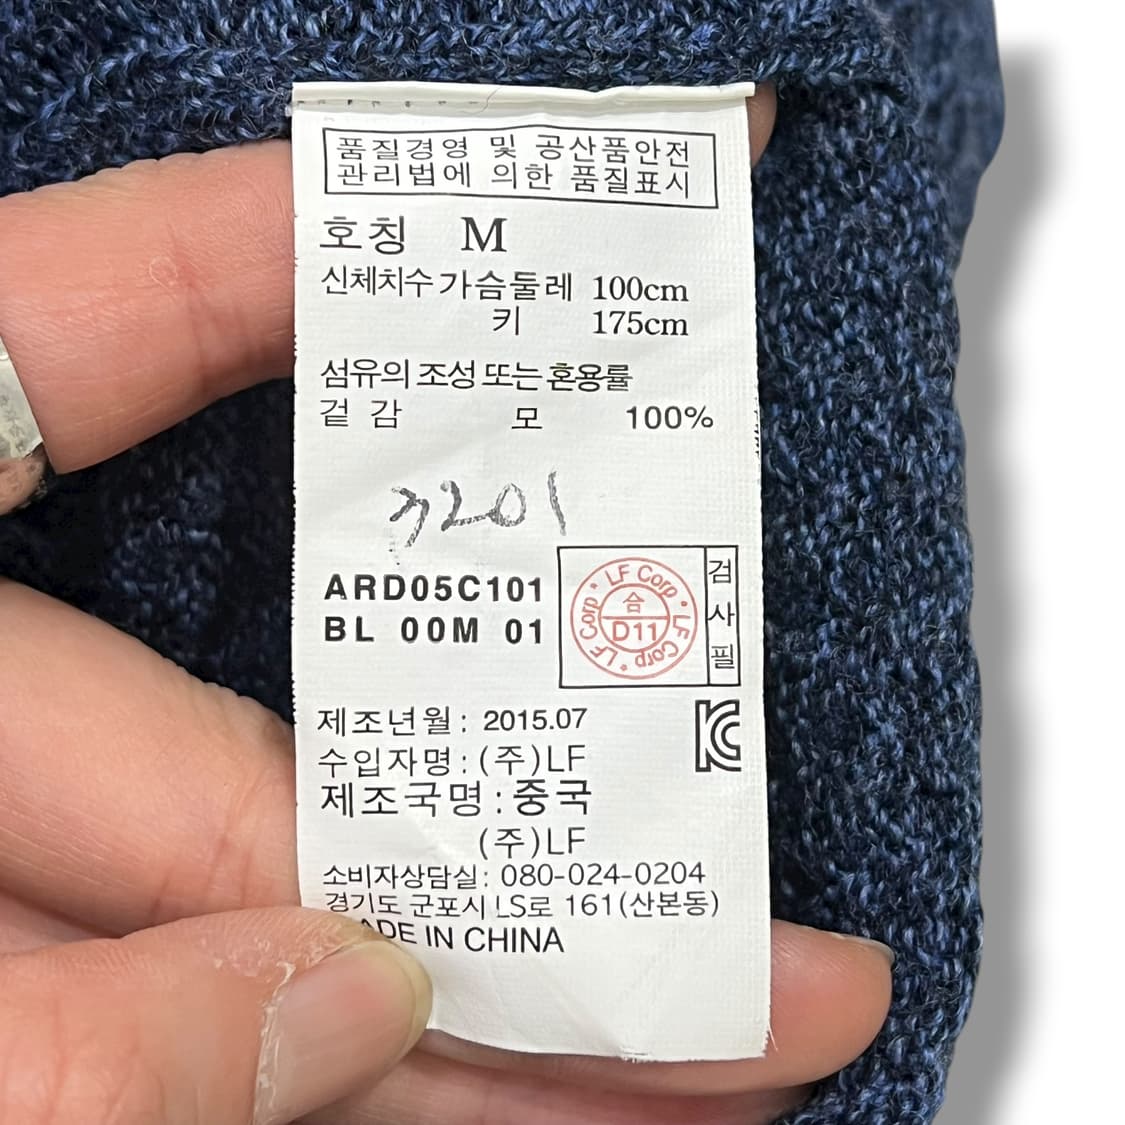 품질경영 및 공산품안전
관리법에 의한 품질표시
호칭 M
신체치수 가슴둘레 100cm
키 175cm
섬유의 조성 또는 혼용률
겉감 모 100%
3201
ARD05C101
BL 00M 01
LF Corp · LF Corp · LF Corp
合
D11
검
사
필
제조년월: 2015.07
수입자명: (주)LF
제조국명: 중국
(주)LF
소비자상담실: 080-024-0204
경기도 군포시 LS로 161(산본동)
ADE IN CHINA